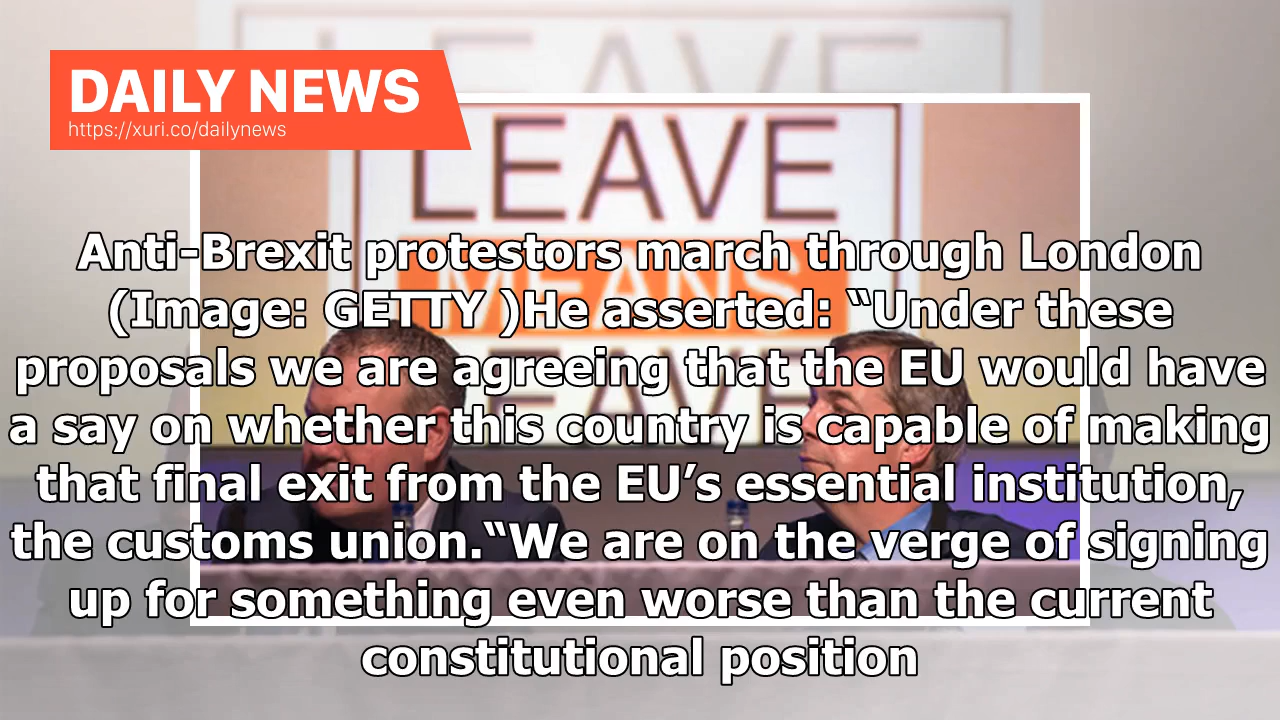 DAILY NEWS
https://xuri.co/dailynews
LEAVE
LEAVE
MEANS
LEAVE
Anti-Brexit protestors march through London
(Image: GETTY )He asserted: “Under these
proposals we are agreeing that the EU would have
a say on whether this country is capable of making
that final exit from the EU’s essential institution,
the customs union.“We are on the verge of signing
up for something even worse than the current
constitutional position